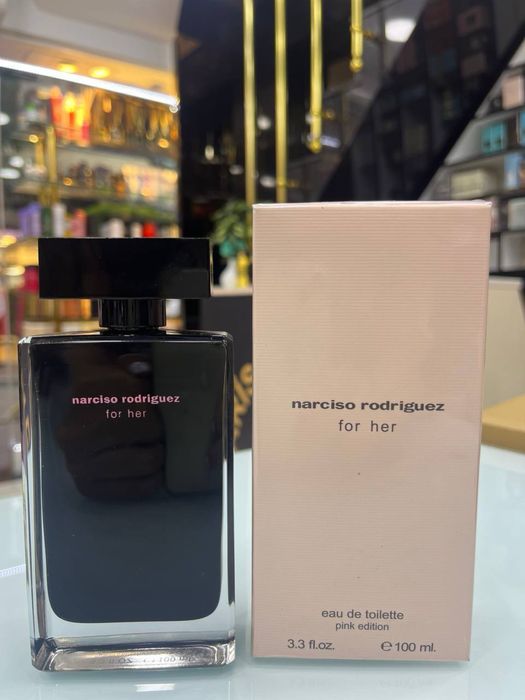 narciso rodriguez
for her
narciso rodriguez
for her
eau de toilette
pink edition
3.3 fl.oz. e 100 ml.